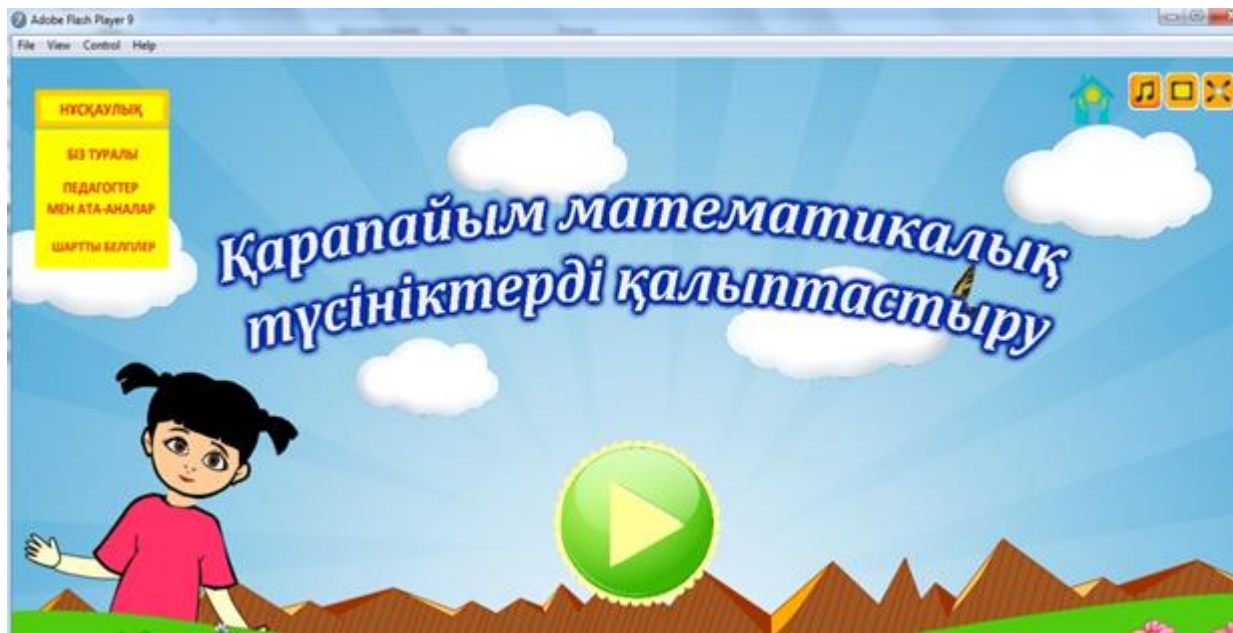 Adobe Flash Player 9
File View Control Help
НҰСҚАУЛЫҚ
БІЗ ТУРАЛЫ
ПЕДАГОГТЕР
МЕН АТА-АНАЛАР
ШАРТТЫ БЕЛГІЛЕР
Қарапайым математикалық
түсініктерді қалыптастыру